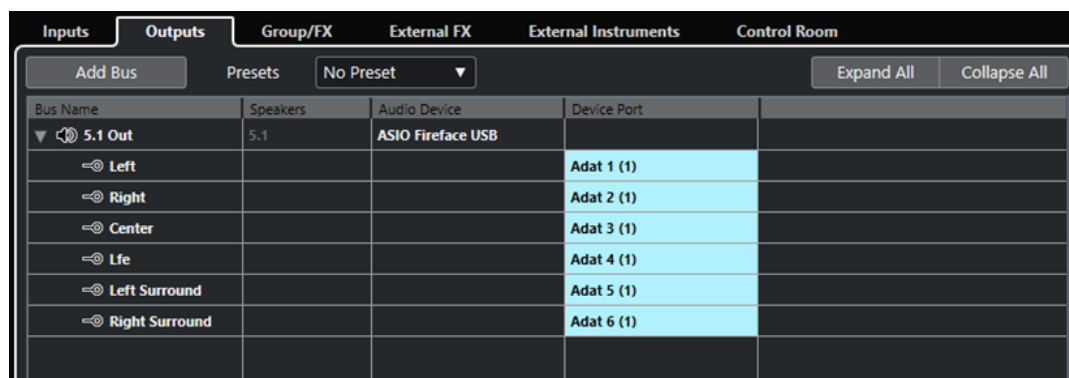 Inputs Outputs Group/FX External FX External Instruments Control Room
Add Bus Presets No Preset Expand All Collapse All
Bus Name Speakers Audio Device Device Port
5.1 Out 5.1 ASIO Fireface USB
Left Adat 1 (1)
Right Adat 2 (1)
Center Adat 3 (1)
Lfe Adat 4 (1)
Left Surround Adat 5 (1)
Right Surround Adat 6 (1)